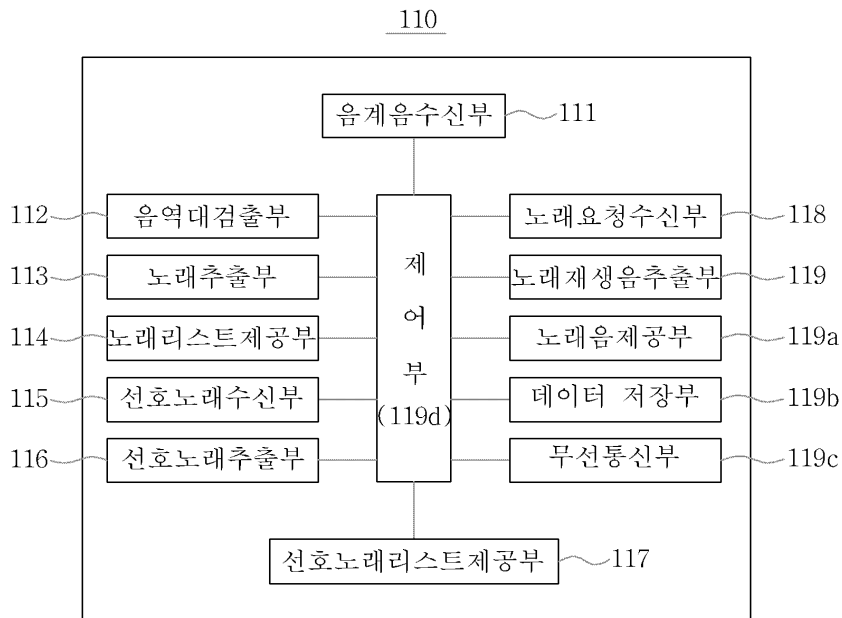 110
음계음수신부 111
112 음역대검출부
노래요청수신부 118
113 노래추출부
노래재생음추출부 119
114 노래리스트제공부
노래음제공부 119a
115 선호노래수신부
데이터 저장부 119b
116 선호노래추출부
무선통신부 119c
제
어
부
(119d)
선호노래리스트제공부 117